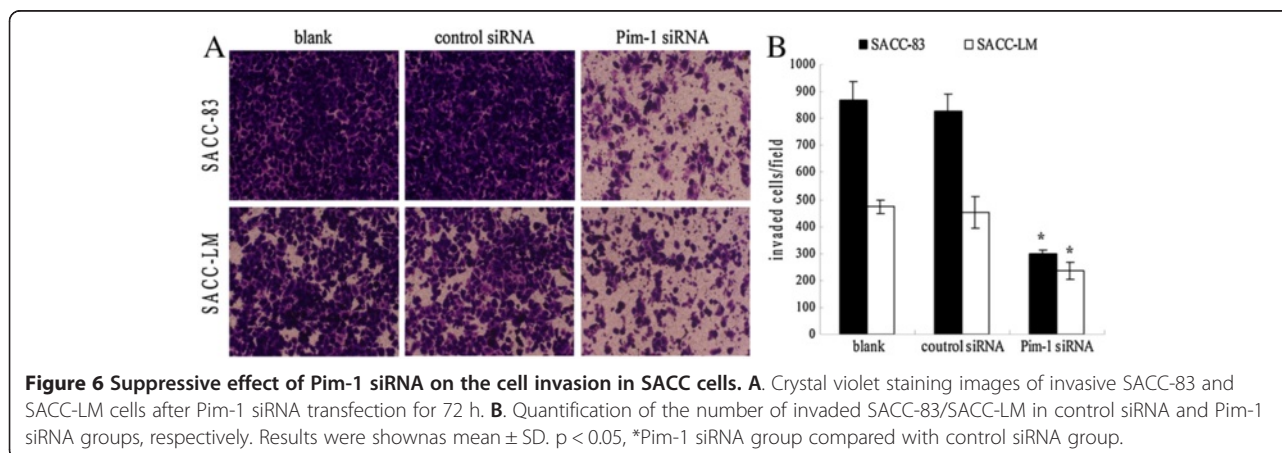 A
blank
control siRNA
Pim-1 siRNA
SACC-83
SACC-LM
B
SACC-83
SACC-LM
invaded cells/field
1000
900
800
700
600
500
400
300
200
100
0
*
*
blank
coutrol siRNA
Pim-1 siRNA
Figure 6 Suppressive effect of Pim-1 siRNA on the cell invasion in SACC cells. A. Crystal violet staining images of invasive SACC-83 and
SACC-LM cells after Pim-1 siRNA transfection for 72 h. B. Quantification of the number of invaded SACC-83/SACC-LM in control siRNA and Pim-1
siRNA groups, respectively. Results were shownas mean ± SD. p < 0.05, *Pim-1 siRNA group compared with control siRNA group.